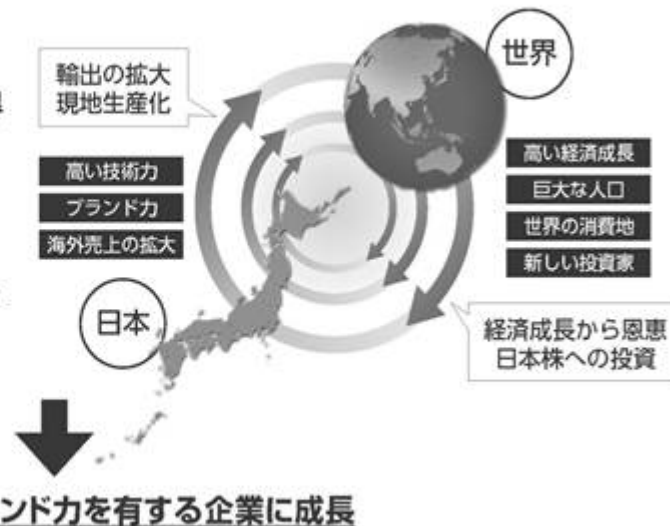 世界
輸出の拡大
現地生産化
高い技術力
ブランド力
海外売上の拡大
高い経済成長
巨大な人口
世界の消費地
新しい投資家
日本
経済成長から恩恵
日本株への投資
ンド力を有する企業に成長